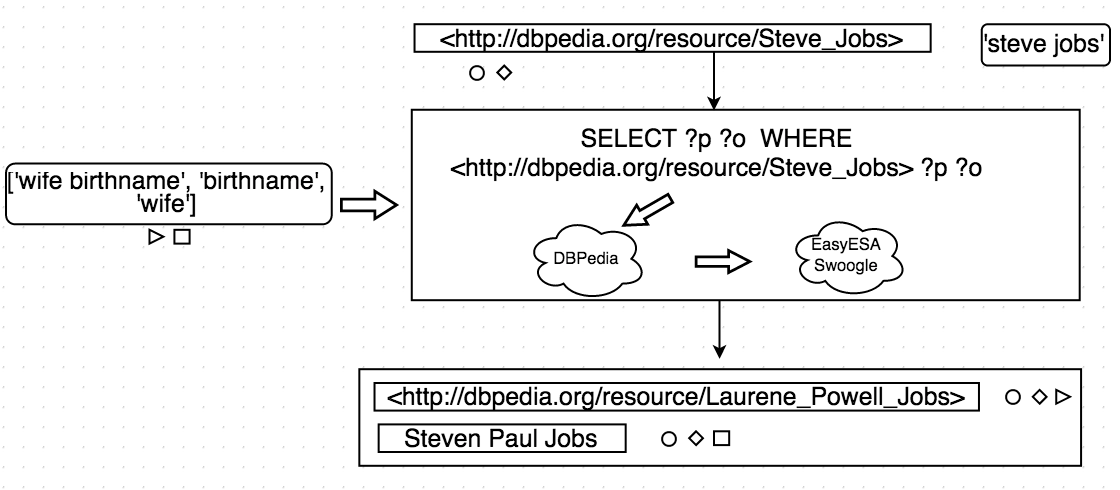 <http://dbpedia.org/resource/Steve_Jobs>
'steve jobs'
SELECT ?p ?o WHERE
<http://dbpedia.org/resource/Steve_Jobs> ?p ?o
['wife birthname', 'birthname',
'wife']
DBPedia
EasyESA
Swoogle
<http://dbpedia.org/resource/Laurene_Powell_Jobs>
Steven Paul Jobs